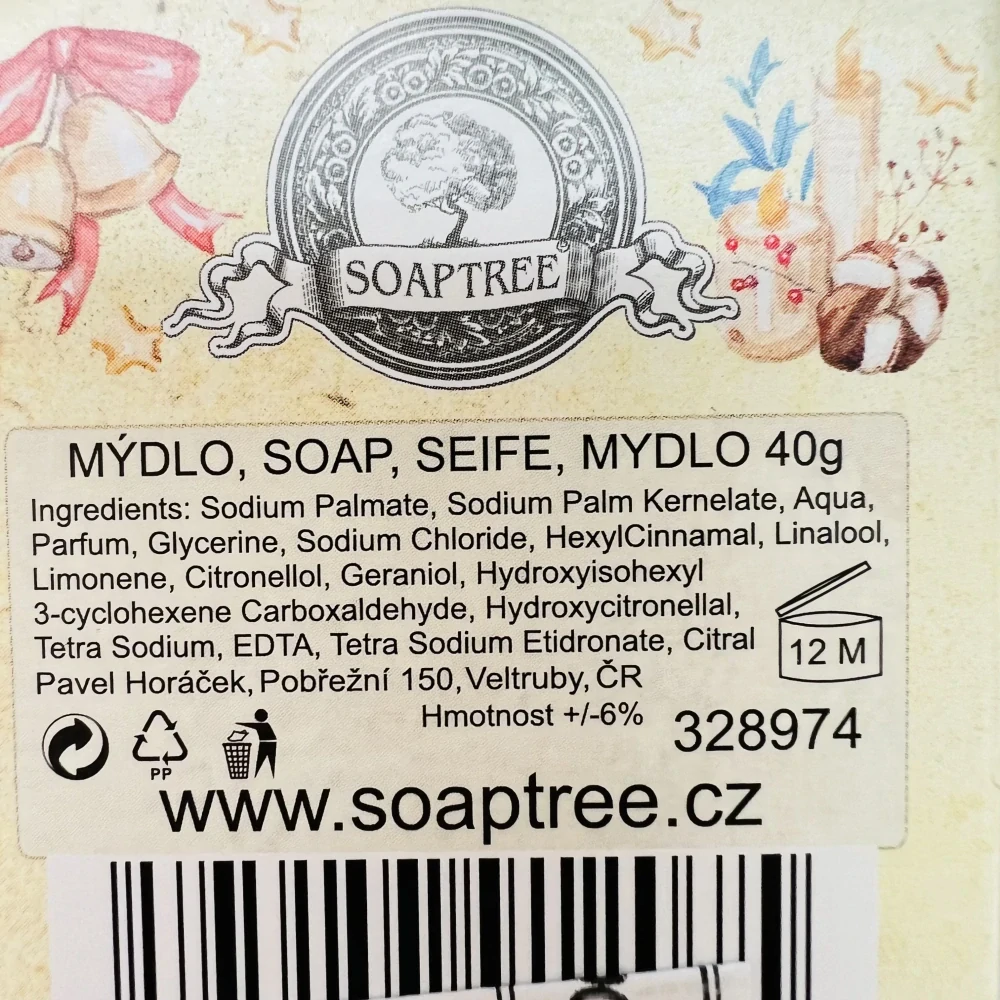 SOAPTREE
MÝDLO, SOAP, SEIFE, MYDLO 40g
Ingredients: Sodium Palmate, Sodium Palm Kernelate, Aqua,
Parfum, Glycerine, Sodium Chloride, HexylCinnamal, Linalool,
Limonene, Citronellol, Geraniol, Hydroxyisohexyl
3-cyclohexene Carboxaldehyde, Hydroxycitronellal,
Tetra Sodium, EDTA, Tetra Sodium Etidronate, Citral
12 M
Pavel Horáček, Pobřežní 150, Veltruby, ČR
Hmotnost +/-6%
328974
PP
www.soaptree.cz